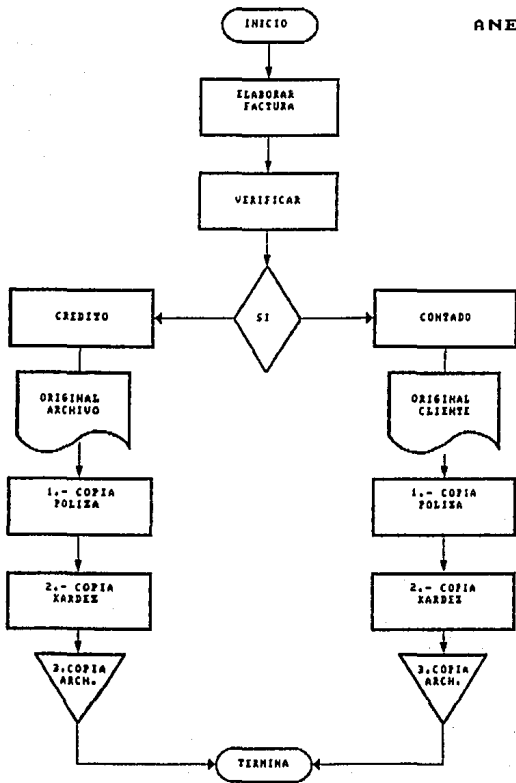 INICIO
ANE
ELABORAR
FACTURA
VERIFICAR
CREDITO
SI
CONTADO
ORIGINAL
ARCHIVO
ORIGINAL
CLIENTE
1.- COPIA
POLIZA
1.- COPIA
POLIZA
2.- COPIA
KARDEX
2.- COPIA
KARDEX
3.COPIA
ARCH.
3.COPIA
ARCH.
TERMINA